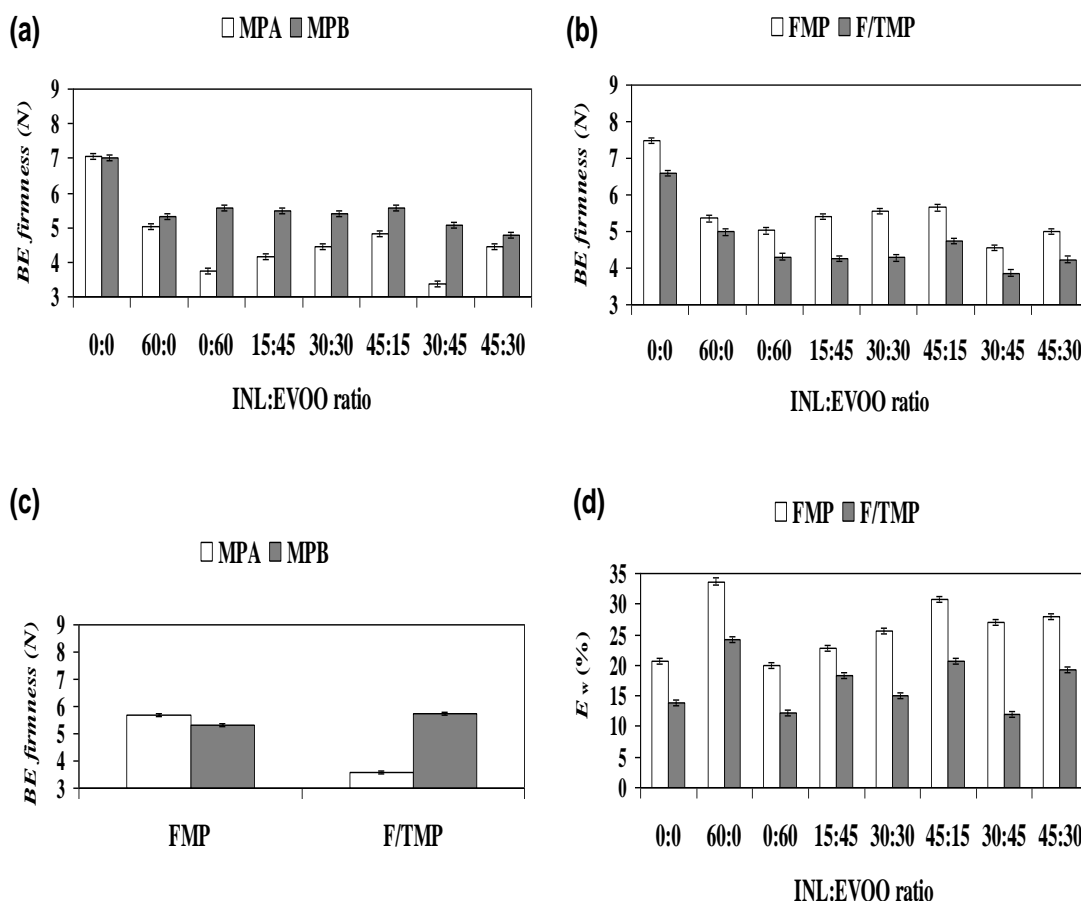 (a)
MPA MPB
BE firmness (N)
9
8
7
6
5
4
3
0:0 60:0 0:60 15:45 30:30 45:15 30:45 45:30
INL:EVOO ratio
(b)
FMP F/TMP
BE firmness (N)
9
8
7
6
5
4
3
0:0 60:0 0:60 15:45 30:30 45:15 30:45 45:30
INL:EVOO ratio
(c)
MPA MPB
BE firmness (N)
9
8
7
6
5
4
3
FMP F/TMP
(d)
FMP F/TMP
E w (%)
35
30
25
20
15
10
5
0
0:0 60:0 0:60 15:45 30:30 45:15 30:45 45:30
INL:EVOO ratio